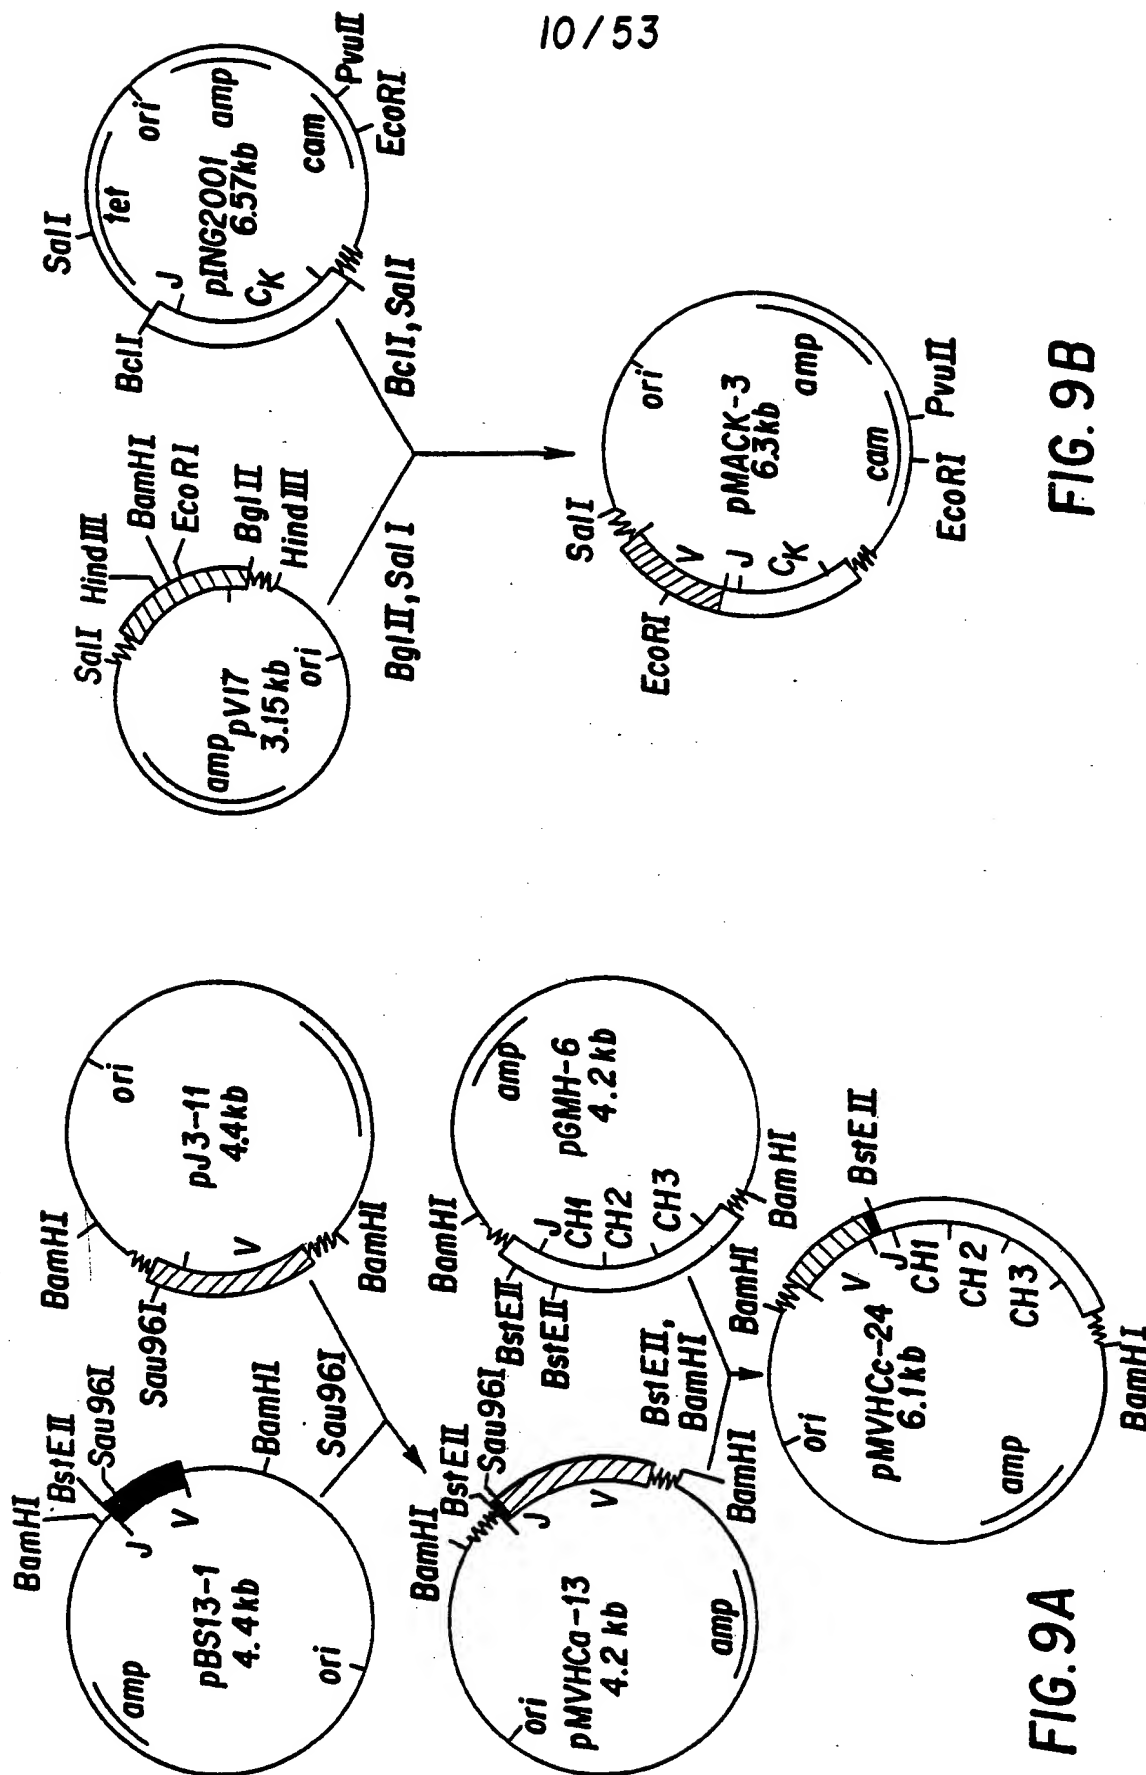 10/53
BamHI
BstEII
Sau96I
J
V
amp
pBS13-1
4.4kb
ori
BamHI
BamHI
ori
pJ3-11
4.4kb
Sau96I
V
BamHI
Sau96I
BamHI
BstEII
Sau96I
J
V
ori
pMVHCa-13
4.2 kb
amp
BamHI
BamHI
BstEII
BstEII
J
CH1
CH2
CH3
amp
pGMH-6
4.2kb
BamHI
BstEII,
BamHI
BamHI
BstEII
V
J
CH1
CH2
CH3
ori
pMVHCc-24
6.1kb
amp
BamHI
FIG. 9A
SalI
HindIII
BamHI
EcoRI
BglII
HindIII
amp
pV17
3.15kb
ori
BglII, SalI
SalI
tet
ori
BclI
J
pING2001
6.57kb
amp
CK
cam
PvuII
EcoRI
BclI, SalI
SalI
EcoRI
V
J
CK
ori
pMACK-3
6.3kb
amp
cam
EcoRI
PvuII
FIG. 9B